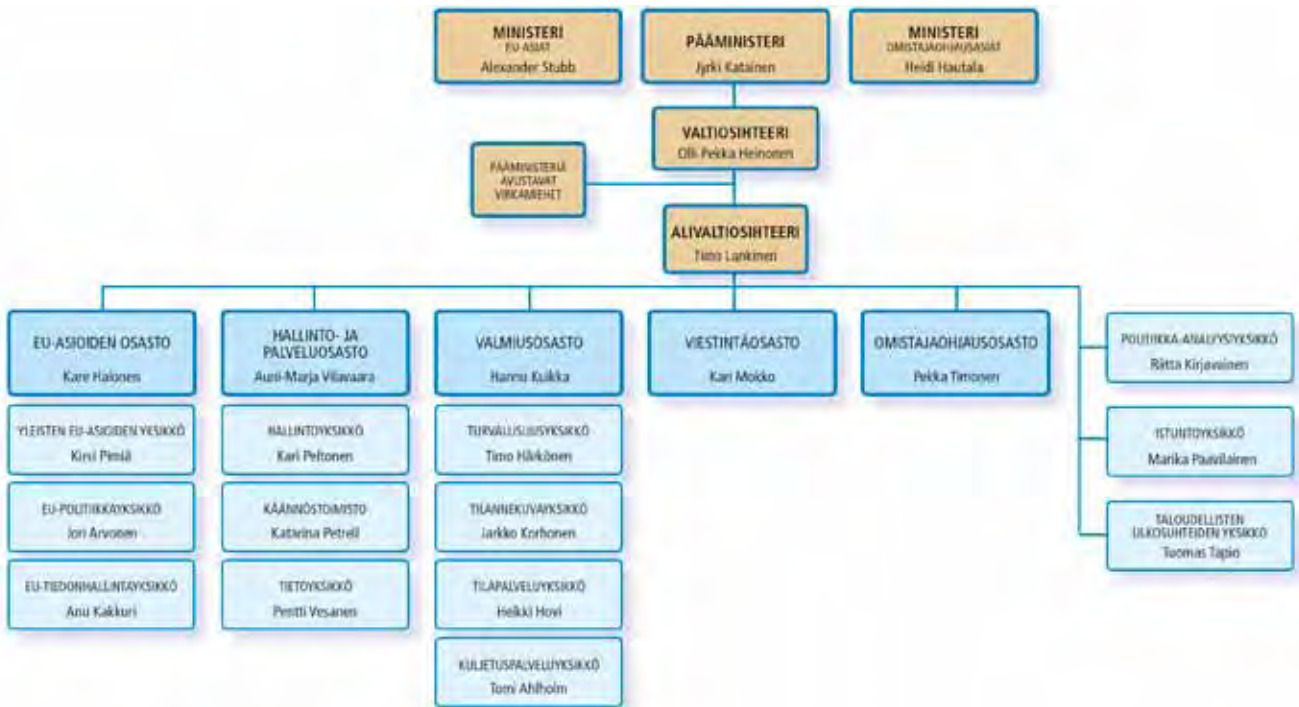 MINISTERI
EU-ASIAT
Alexander Stubb
PÄÄMINISTERI
Jyrki Katainen
MINISTERI
OMISTAJAOHJAUSASIAT
Heidi Hautala
VALTIOSIHTEERI
Olli-Pekka Heinonen
PÄÄMINISTERIÄ
AVUSTAVAT
VIRKAMIEHET
ALIVALTIOSIHTEERI
Timo Lankinen
EU-ASIOIDEN OSASTO
Kare Halonen
HALLINTO- JA
PALVELUOSASTO
Auni-Marja Vilavaara
VALMIUSOSASTO
Hannu Kuikka
VIESTINTÄOSASTO
Kari Mokko
OMISTAJAOHJAUSOSASTO
Pekka Timonen
POLITIIKKA-ANALYYSIYKSIKKÖ
Riitta Kirjavainen
YLEISTEN EU-ASIOIDEN YKSIKKÖ
Kirsi Pimiä
HALLINTOYKSIKKÖ
Kari Peltonen
TURVALLISUUSYKSIKKÖ
Timo Härkönen
ISTUNTOYKSIKKÖ
Marika Paavilainen
EU-POLITIIKKAYKSIKKÖ
Jori Arvonen
KÄÄNNÖSTOIMISTO
Katarina Petrell
TILANNEKUVAYKSIKKÖ
Jarkko Korhonen
TALOUDELLISTEN
ULKOSUHTEIDEN YKSIKKÖ
Tuomas Tapio
EU-TIEDONHALLINTAYKSIKKÖ
Anu Kakkuri
TIETOYKSIKKÖ
Pentti Vesanen
TILAPALVELUYKSIKKÖ
Heikki Hovi
KULJETUSPALVELUYKSIKKÖ
Tomi Ahlholm